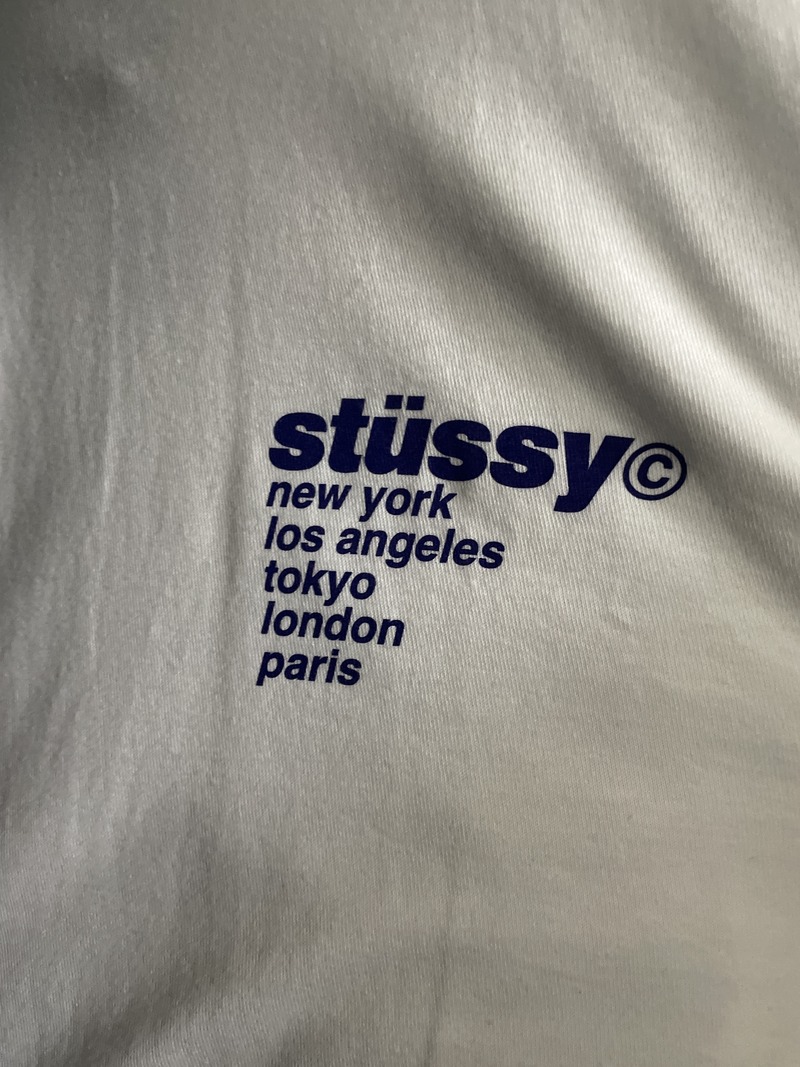 stüssy©
new york
los angeles
tokyo
london
paris